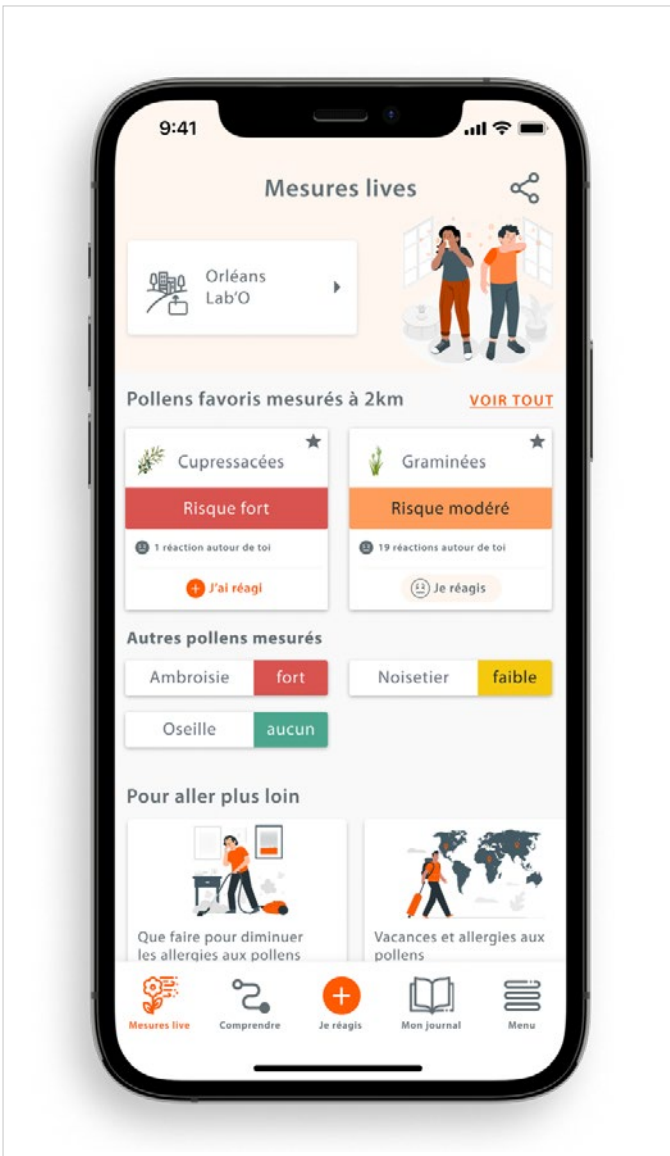 9:41
Mesures lives
Orléans
Lab'O
Pollens favoris mesurés à 2km
VOIR TOUT
Cupressacées
Risque fort
1 réaction autour de toi
J'ai réagi
Graminées
Risque modéré
19 réactions autour de toi
Je réagis
Autres pollens mesurés
Ambroisie
fort
Noisetier
faible
Oseille
aucun
Pour aller plus loin
Que faire pour diminuer
les allergies aux pollens
Vacances et allergies aux
pollens
Mesures live
Comprendre
Je réagis
Mon journal
Menu